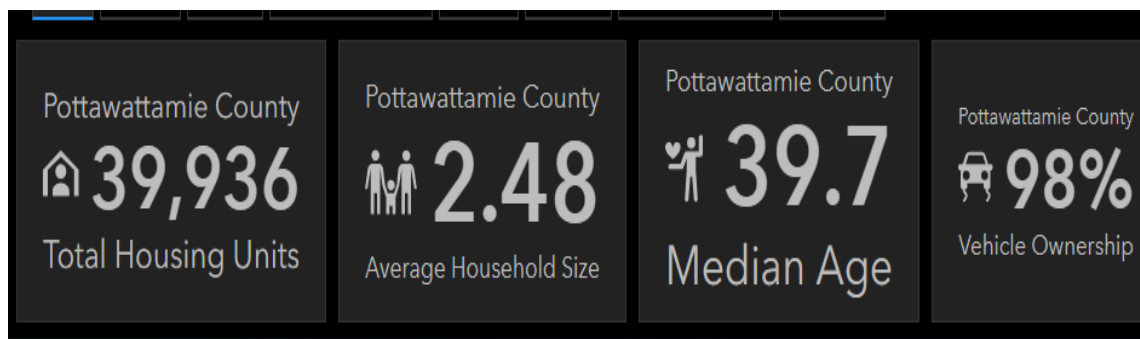 Pottawattamie County
39,936
Total Housing Units
Pottawattamie County
2.48
Average Household Size
Pottawattamie County
39.7
Median Age
Pottawattamie County
98%
Vehicle Ownership